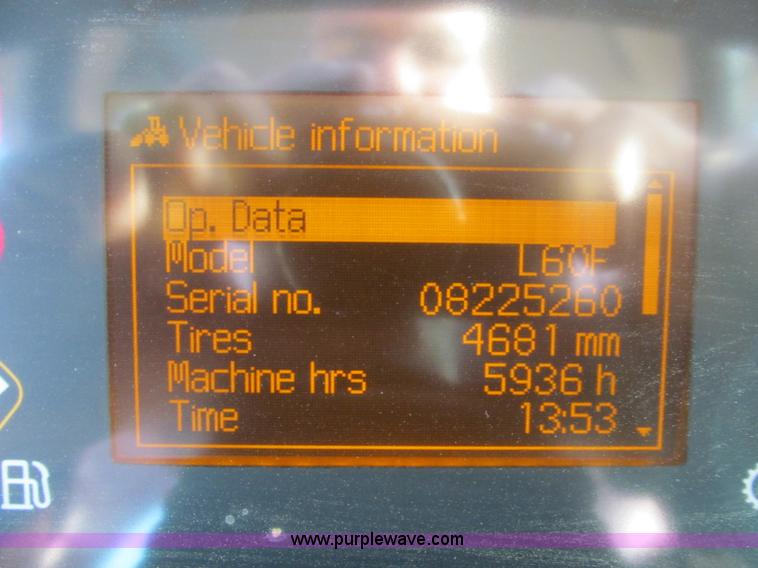 Vehicle information
Op. Data
Model L60F
Serial no. 08225260
Tires 4681 mm
Machine hrs 5936 h
Time 13:53
www.purplewave.com